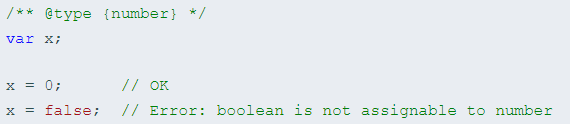 /** @type {number} */
var x;
x = 0;      // OK
x = false;  // Error: boolean is not assignable to number